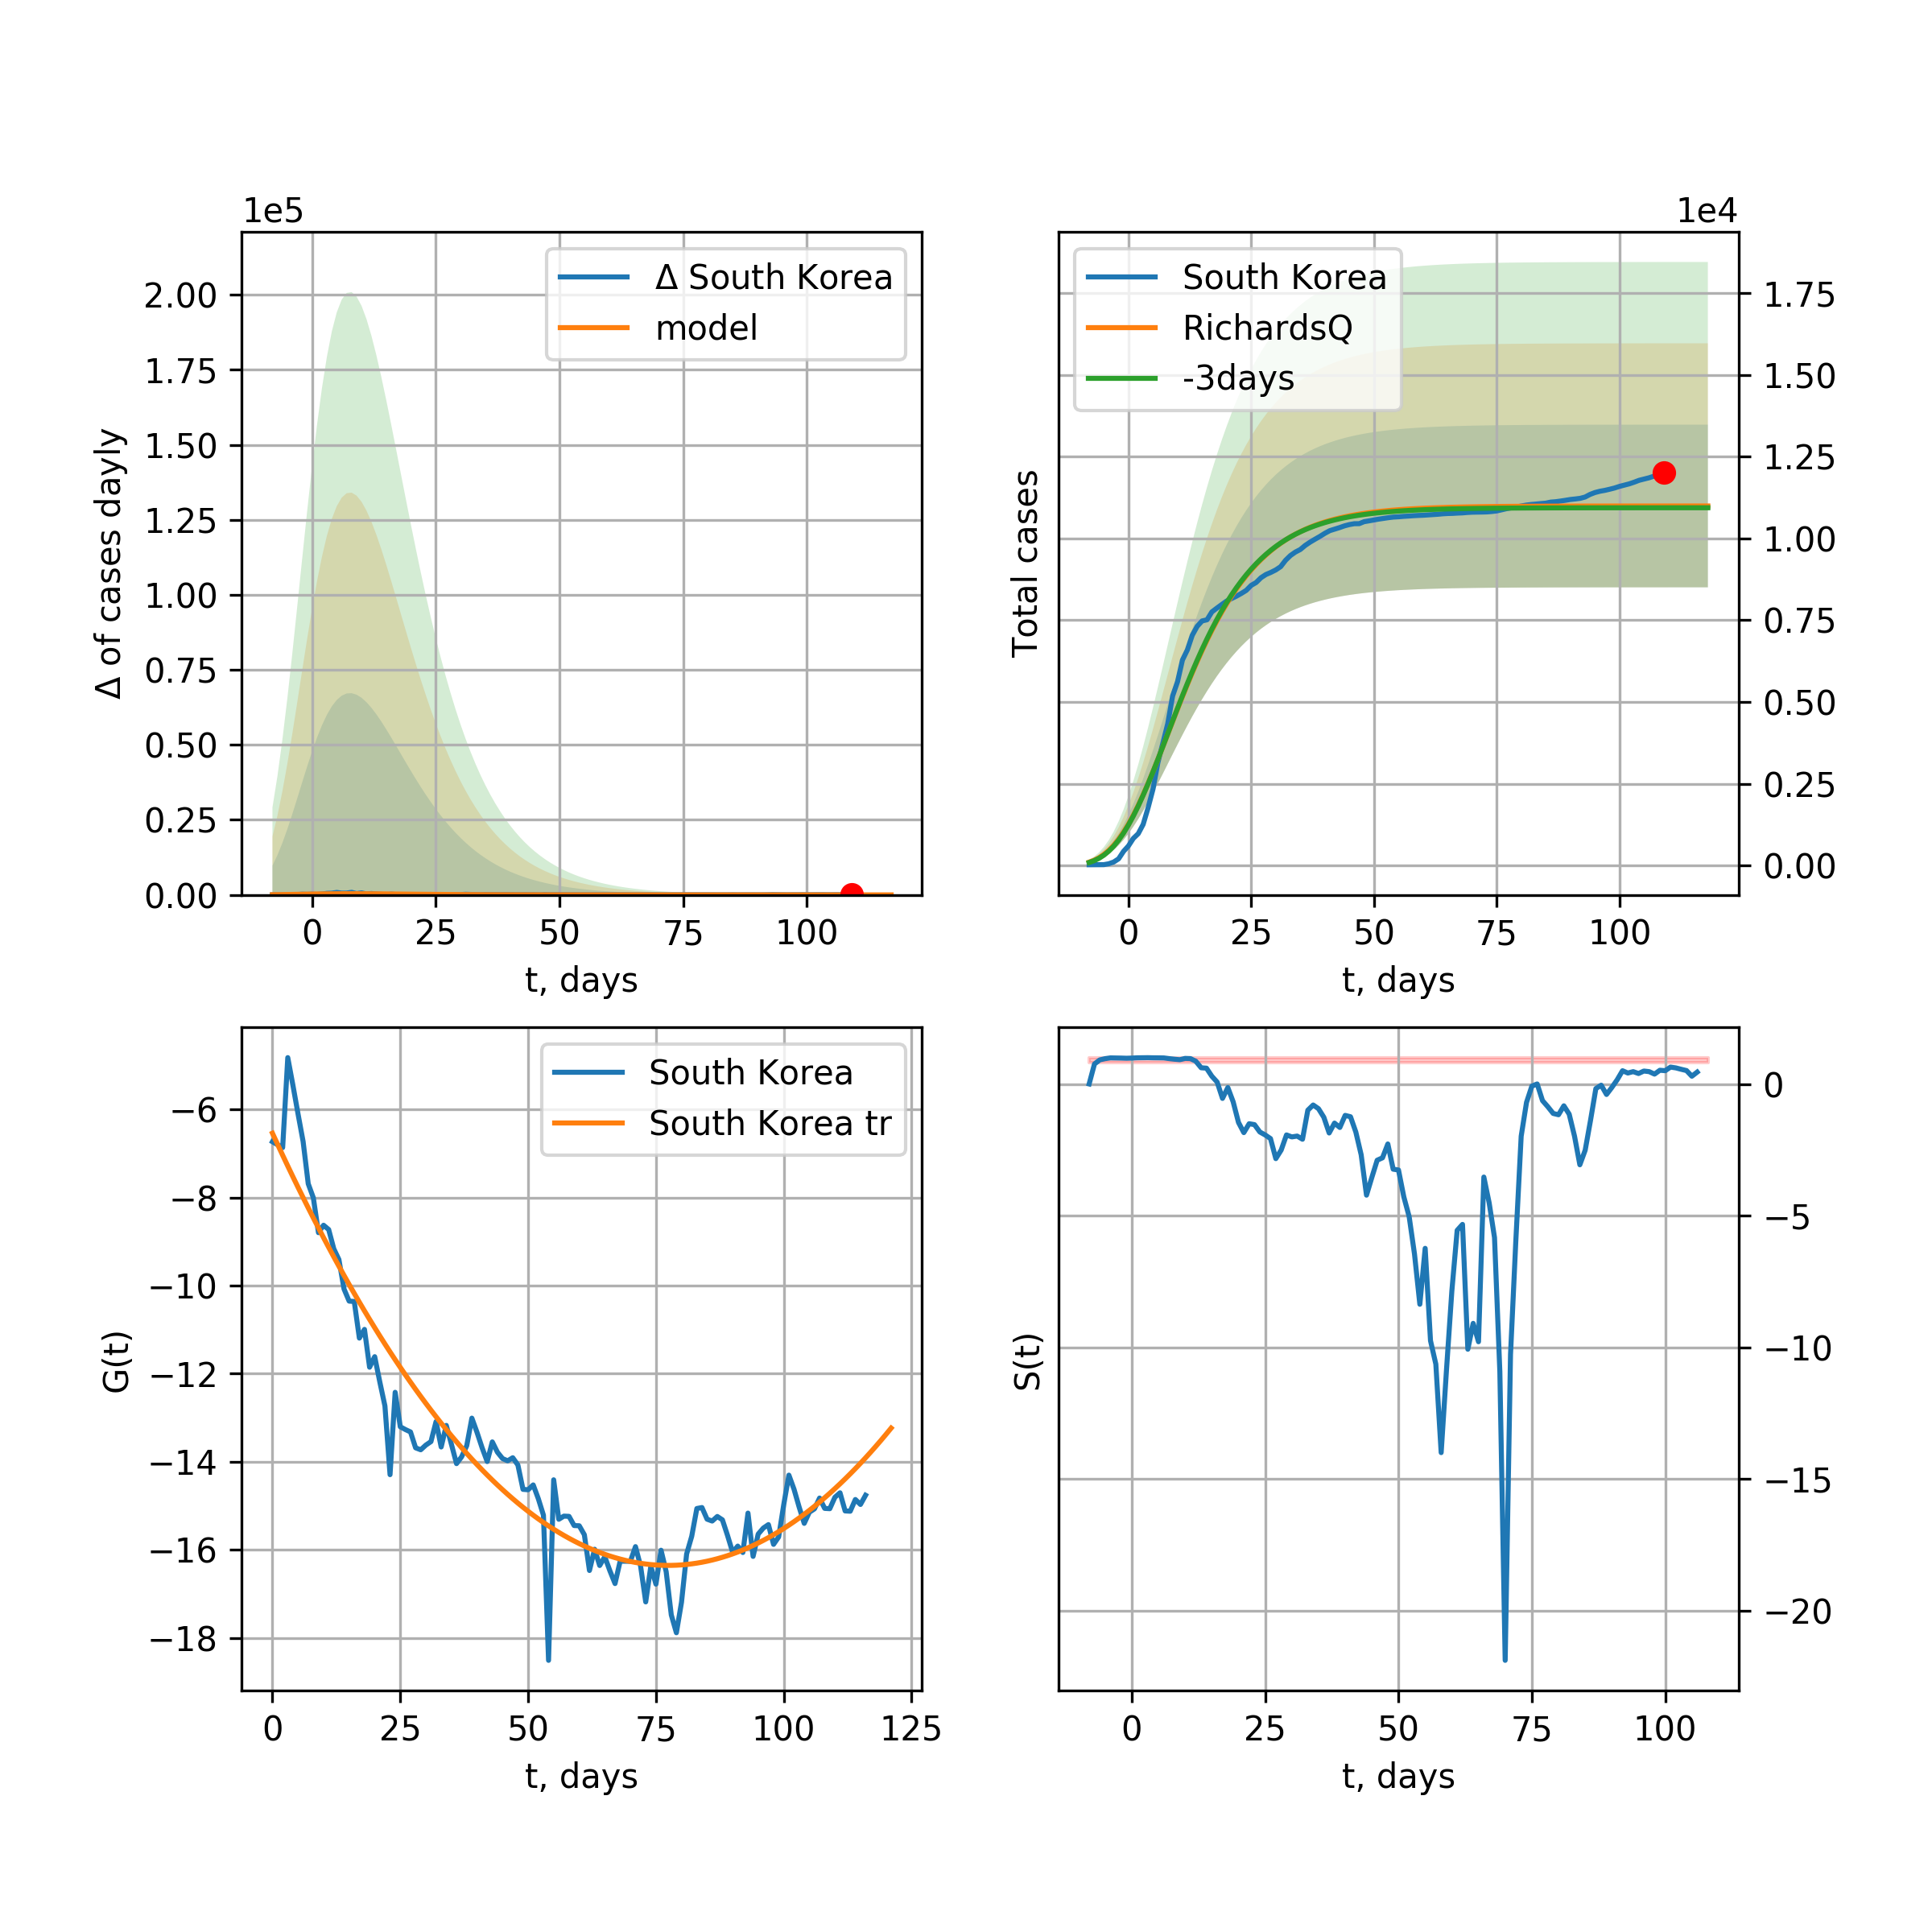 1e5
Δ South Korea
model
2.00
1.75
1.50
1.25
1.00
0.75
0.50
0.25
0.00
Δ of cases dayly
0 25 50 75 100
t, days
1e4
South Korea
RichardsQ
-3days
1.75
1.50
1.25
1.00
0.75
0.50
0.25
0.00
Total cases
0 25 50 75 100
t, days
South Korea
South Korea tr
−6
−8
−10
−12
−14
−16
−18
G(t)
0 25 50 75 100 125
t, days
0
−5
−10
−15
−20
S(t)
0 25 50 75 100
t, days